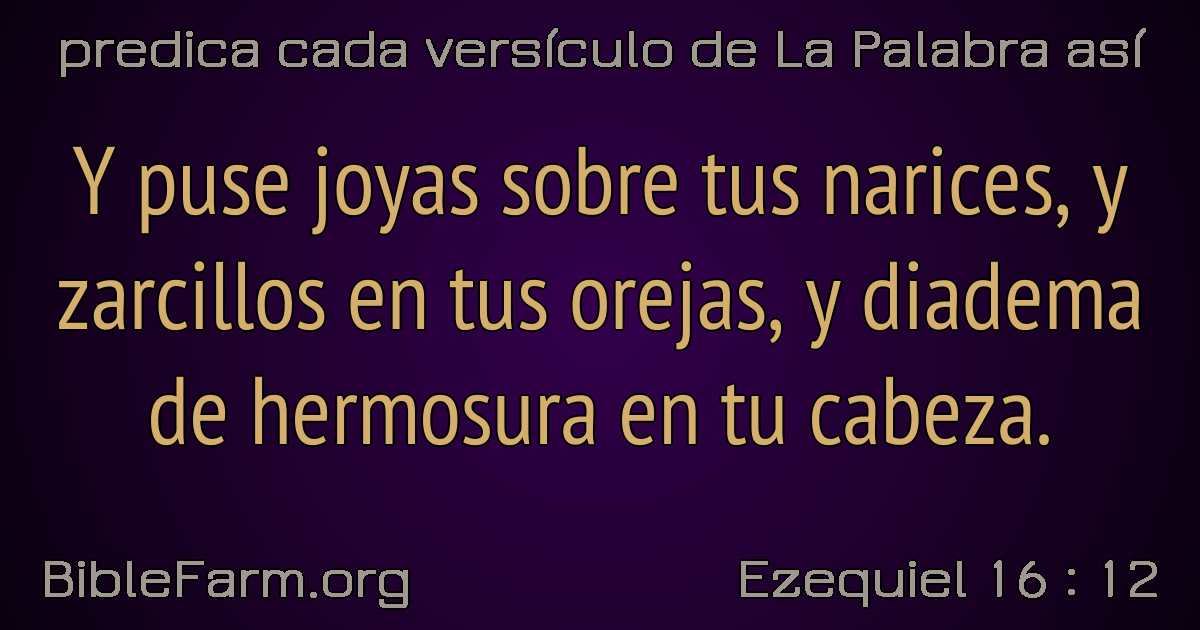 predica cada versículo de La Palabra así
Y puse joyas sobre tus narices, y
zarcillos en tus orejas, y diadema
de hermosura en tu cabeza.
BibleFarm.org
Ezequiel 16 : 12